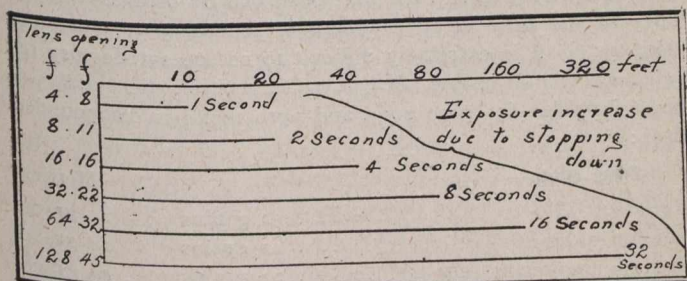 lens opening
f f
10 20 40 80 160 320 feet
4 · 8 1 Second
8 · 11 2 Seconds
16 · 16 4 Seconds
32 · 22 8 Seconds
64 32 16 Seconds
128 45 32 Seconds
Exposure increase
due to stopping
down.